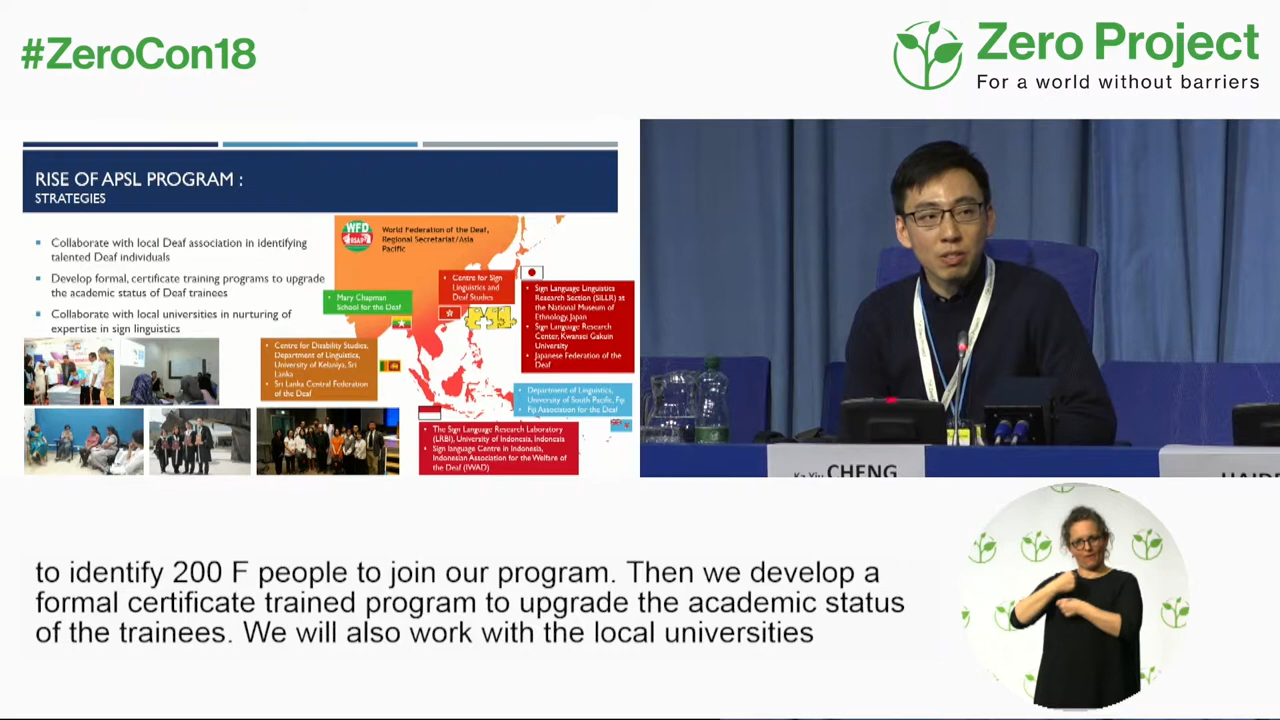 #ZeroCon18
Zero Project
For a world without barriers
RISE OF APSL PROGRAM :
STRATEGIES
Collaborate with local Deaf association in identifying
talented Deaf individuals
Develop formal, certificate training programs to upgrade
the academic status of Deaf trainees
Collaborate with local universities in nurturing of
expertise in sign linguistics
WFD
RSAP
World Federation of the Deaf,
Regional Secretariat/Asia
Pacific
Centre for Sign
Linguistics and
Deaf Studies
Mary Chapman
School for the Deaf
Sign Language Linguistics
Research Section (SiLLR) at
the National Museum of
Ethnology, Japan
Sign Language Research
Center, Kwansei Gakuin
University
Japanese Federation of the
Deaf
Centre for Disability Studies,
Department of Linguistics,
University of Kelaniya, Sri
Lanka
Sri Lanka Central Federation
of the Deaf
Department of Linguistics,
University of South Pacific, Fiji
Fiji Association for the Deaf
The Sign Language Research Laboratory
(LRBI), University of Indonesia, Indonesia
Sign language Centre in Indonesia,
Indonesian Association for the Welfare of
the Deaf (IWAD)
Ka Yiu CHENG
HAIDE
to identify 200 F people to join our program. Then we develop a
formal certificate trained program to upgrade the academic status
of the trainees. We will also work with the local universities